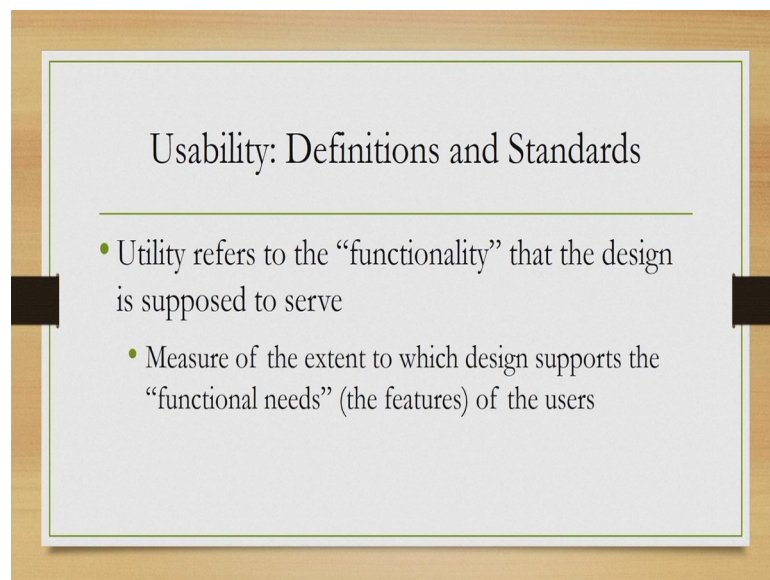 Usability: Definitions and Standards
• Utility refers to the “functionality” that the design
is supposed to serve
• Measure of the extent to which design supports the
“functional needs” (the features) of the users